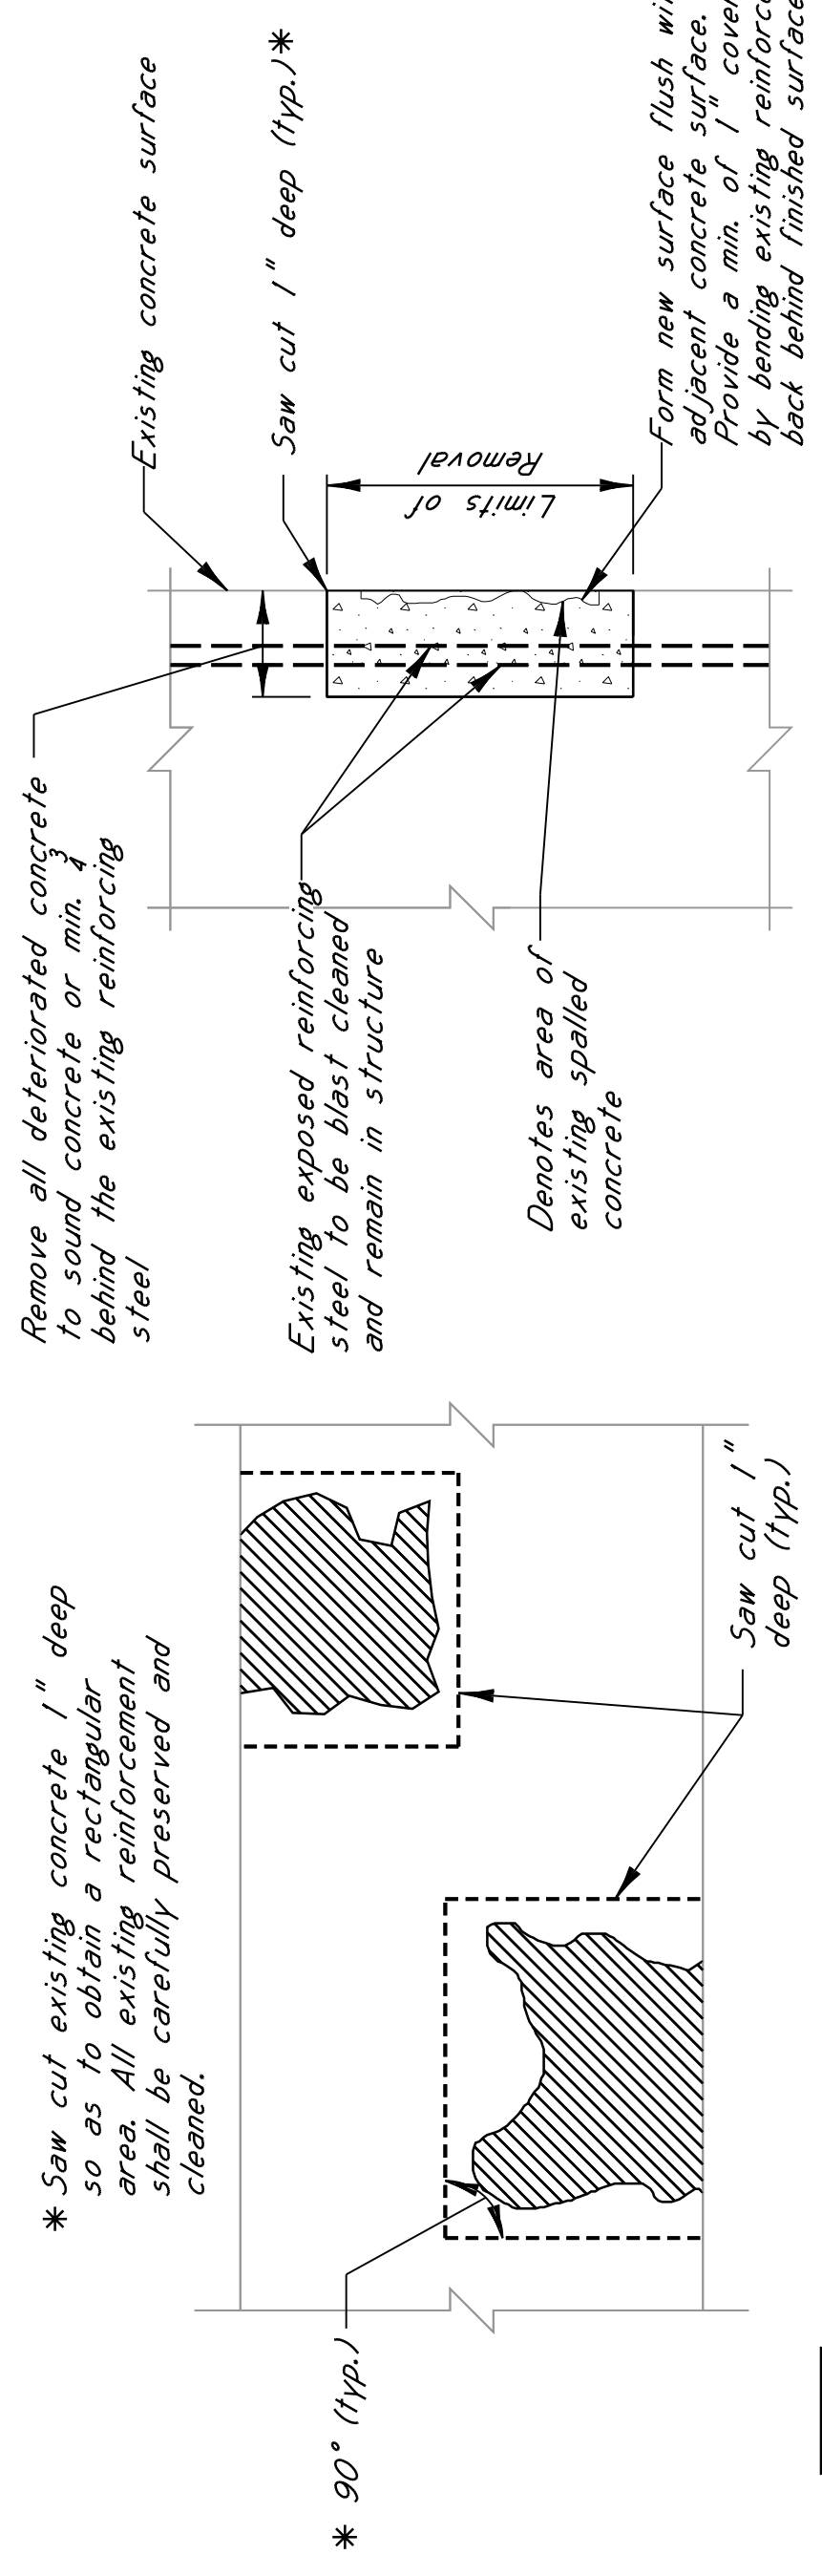 Remove all deteriorated concrete
to sound concrete or min. 3/4
behind the existing reinforcing
steel
Existing exposed reinforcing
steel to be blast cleaned
and remain in structure
Denotes area of
existing spalled
concrete
Existing concrete surface
Saw cut 1" deep (typ.)*
Limits of
Removal
Form new surface flush
adjacent concrete surface.
Provide a min. of 1"
by bending existing
back behind finished
* Saw cut existing concrete 1" deep
so as to obtain a rectangular
area. All existing reinforcement
shall be carefully preserved and
cleaned.
* 90° (typ.)
Saw cut 1"
deep (typ.)